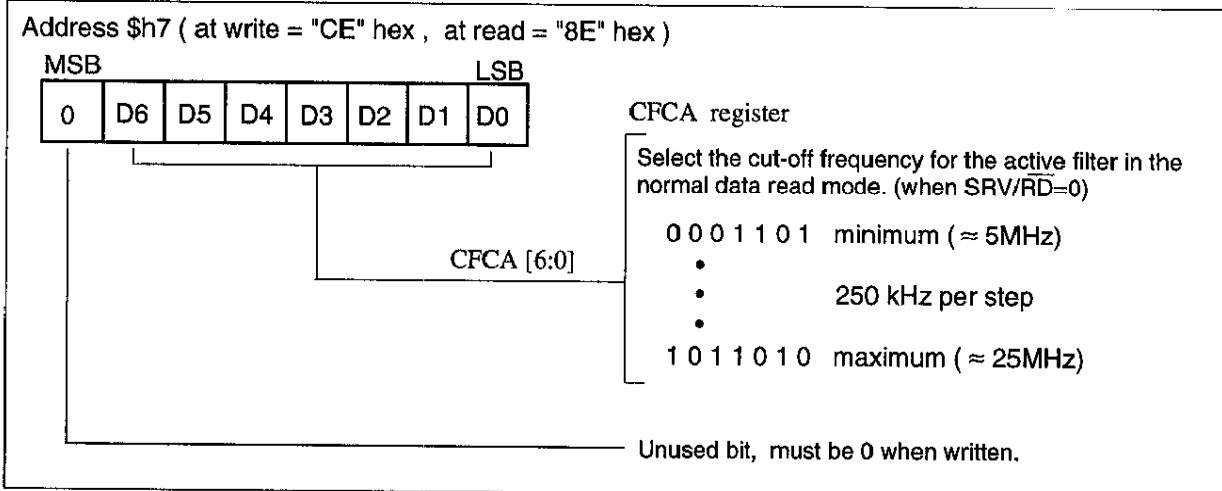 Address $h7 ( at write = "CE" hex , at read = "8E" hex )
MSB LSB
0 D6 D5 D4 D3 D2 D1 D0
CFCA register
Select the cut-off frequency for the active filter in the
normal data read mode. (when SRV/R̅D̅=0)
0 0 0 1 1 0 1 minimum ( ≈ 5MHz)
CFCA [6:0]
• 
• 250 kHz per step
•
1 0 1 1 0 1 0 maximum ( ≈ 25MHz)
Unused bit, must be 0 when written.